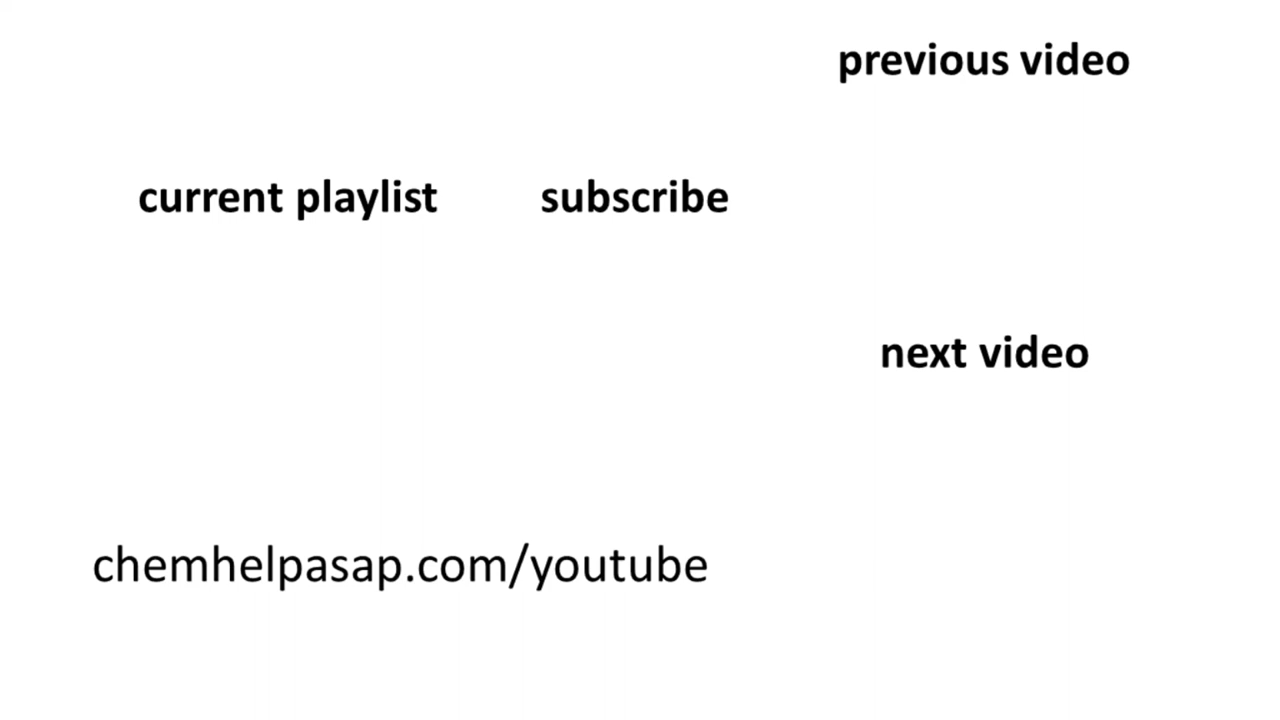 previous video
current playlist
subscribe
next video
chemhelpasap.com/youtube